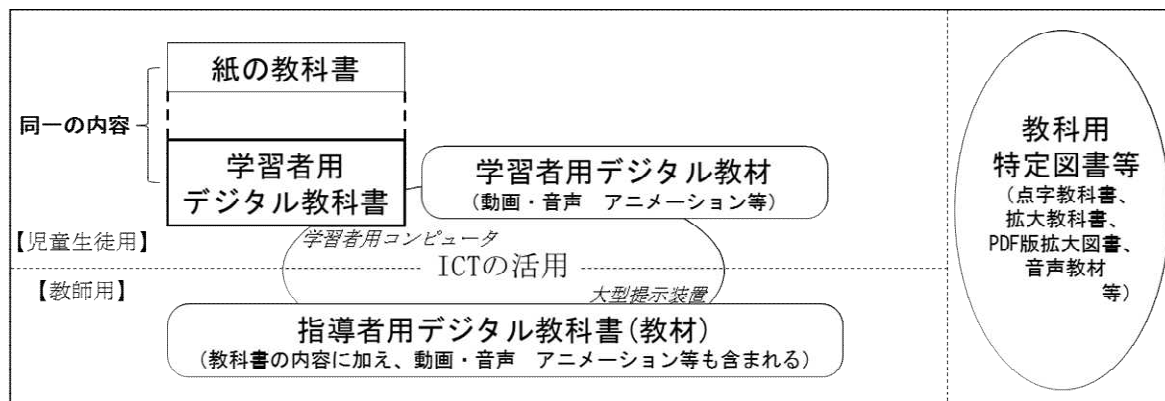 紙の教科書
同一の内容
学習者用
デジタル教科書
学習者用デジタル教材
(動画・音声　アニメーション等)
【児童生徒用】
学習者用コンピュータ
ICTの活用
【教師用】
大型提示装置
指導者用デジタル教科書(教材)
(教科書の内容に加え、動画・音声　アニメーション等も含まれる)
教科用
特定図書等
(点字教科書、
拡大教科書、
PDF版拡大図書、
音声教材
等)